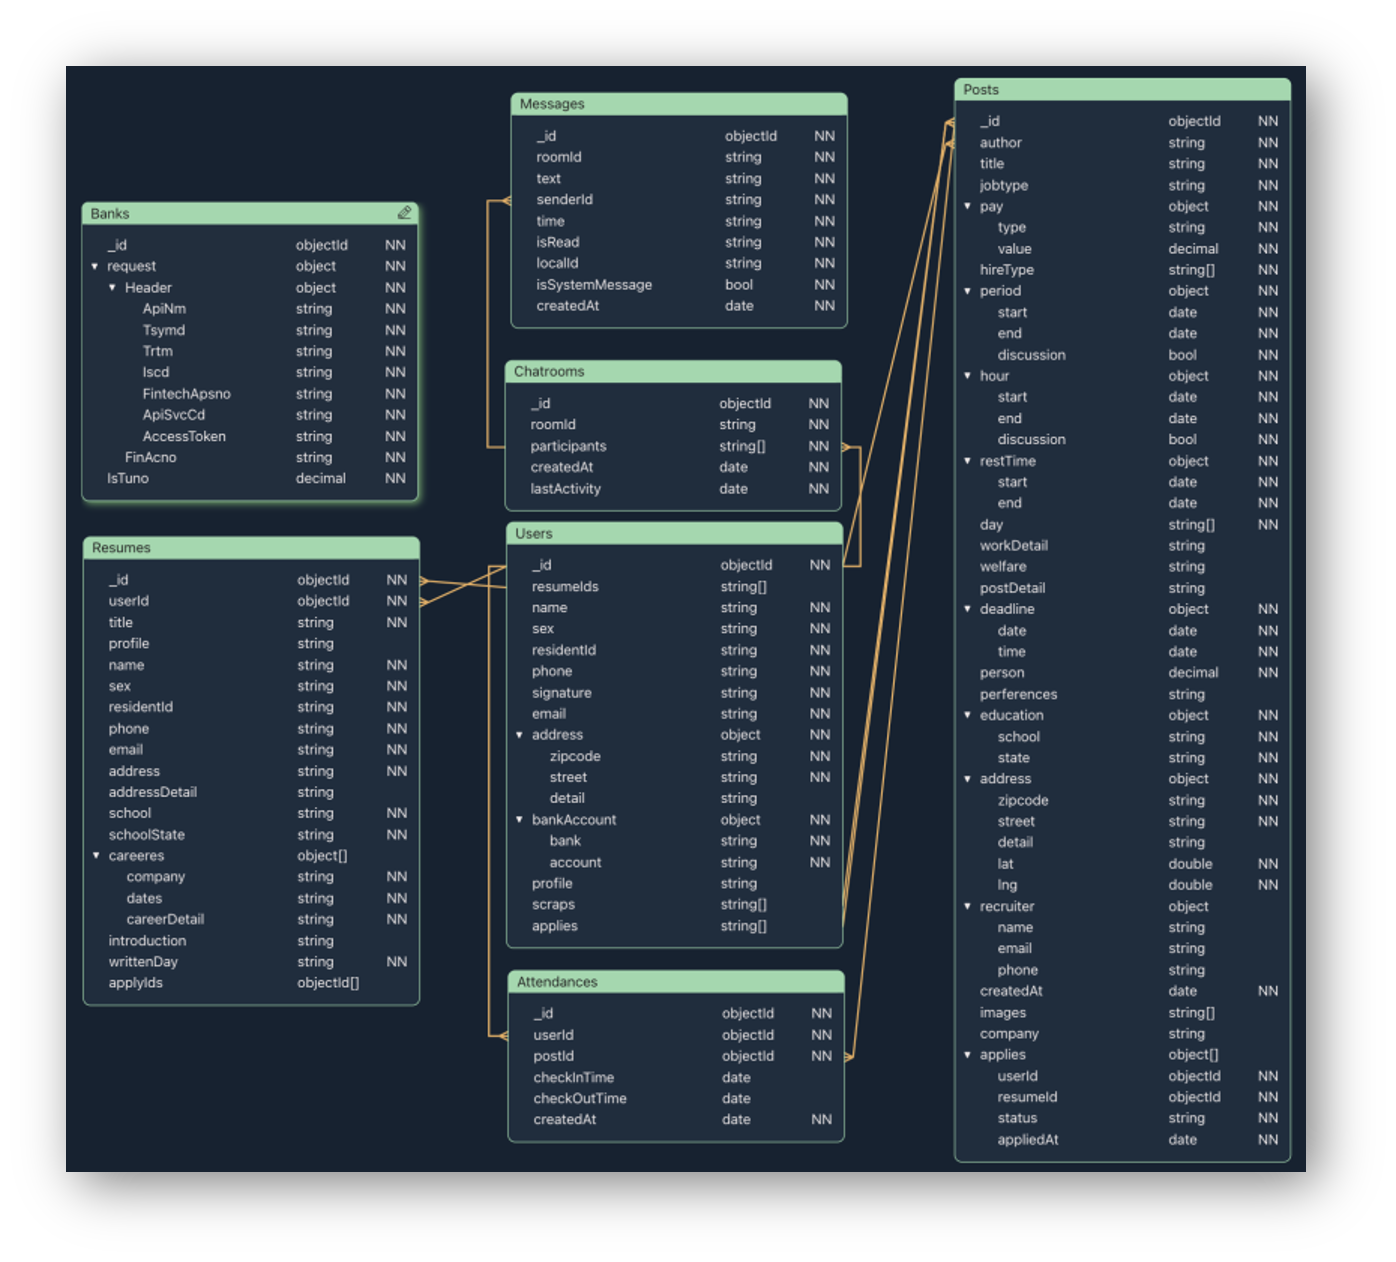 Banks
_id objectId NN
▼ request object NN
▼ Header object NN
ApiNm string NN
Tsymd string NN
Trtm string NN
Iscd string NN
FintechApsno string NN
ApiSvcCd string NN
AccessToken string NN
FinAcno string NN
IsTuno decimal NN
Resumes
_id objectId NN
userId objectId NN
title string NN
profile string
name string NN
sex string NN
residentId string NN
phone string NN
email string NN
address string NN
addressDetail string
school string NN
schoolState string NN
▼ careeres object[]
company string NN
dates string NN
careerDetail string NN
introduction string
writtenDay string NN
applyIds objectId[]
Messages
_id objectId NN
roomId string NN
text string NN
senderId string NN
time string NN
isRead string NN
localId string NN
isSystemMessage bool NN
createdAt date NN
Chatrooms
_id objectId NN
roomId string NN
participants string[] NN
createdAt date NN
lastActivity date NN
Users
_id objectId NN
resumeIds string[]
name string NN
sex string NN
residentId string NN
phone string NN
signature string NN
email string NN
▼ address object NN
zipcode string NN
street string NN
detail string
▼ bankAccount object NN
bank string NN
account string NN
profile string
scraps string[]
applies string[]
Attendances
_id objectId NN
userId objectId NN
postId objectId NN
checkInTime date
checkOutTime date
createdAt date NN
Posts
_id objectId NN
author string NN
title string NN
jobtype string NN
▼ pay object NN
type string NN
value decimal NN
hireType string[] NN
▼ period object NN
start date NN
end date NN
discussion bool NN
▼ hour object NN
start date NN
end date NN
discussion bool NN
▼ restTime object NN
start date NN
end date NN
day string[] NN
workDetail string
welfare string
postDetail string
▼ deadline object NN
date date NN
time date NN
person decimal NN
perferences string
▼ education object NN
school string NN
state string NN
▼ address object NN
zipcode string NN
street string NN
detail string
lat double NN
lng double NN
▼ recruiter object
name string
email string
phone string
createdAt date NN
images string[]
company string
▼ applies object[]
userId objectId NN
resumeId objectId NN
status string NN
appliedAt date NN